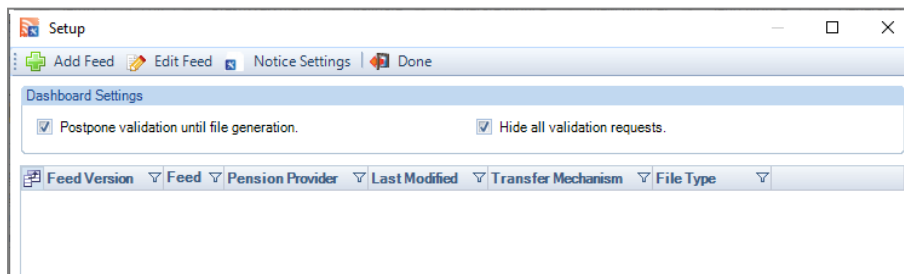 Setup
Add Feed Edit Feed Notice Settings Done
Dashboard Settings
Postpone validation until file generation. Hide all validation requests.
Feed Version Feed Pension Provider Last Modified Transfer Mechanism File Type